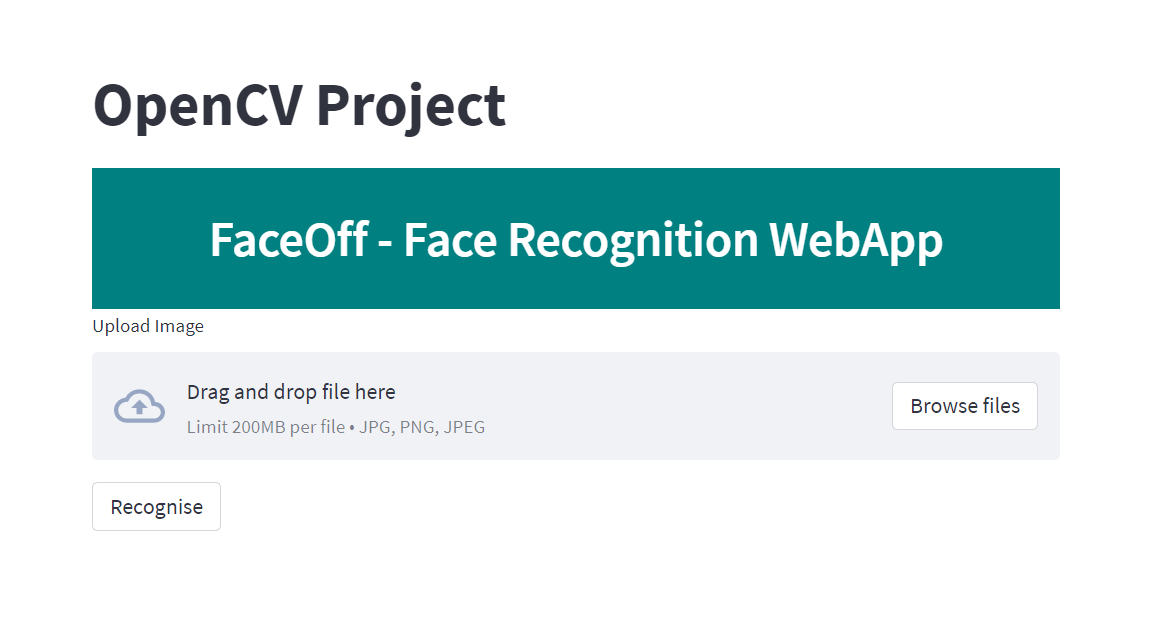 OpenCV Project
FaceOff - Face Recognition WebApp
Upload Image
Drag and drop file here
Limit 200MB per file • JPG, PNG, JPEG
Browse files
Recognise